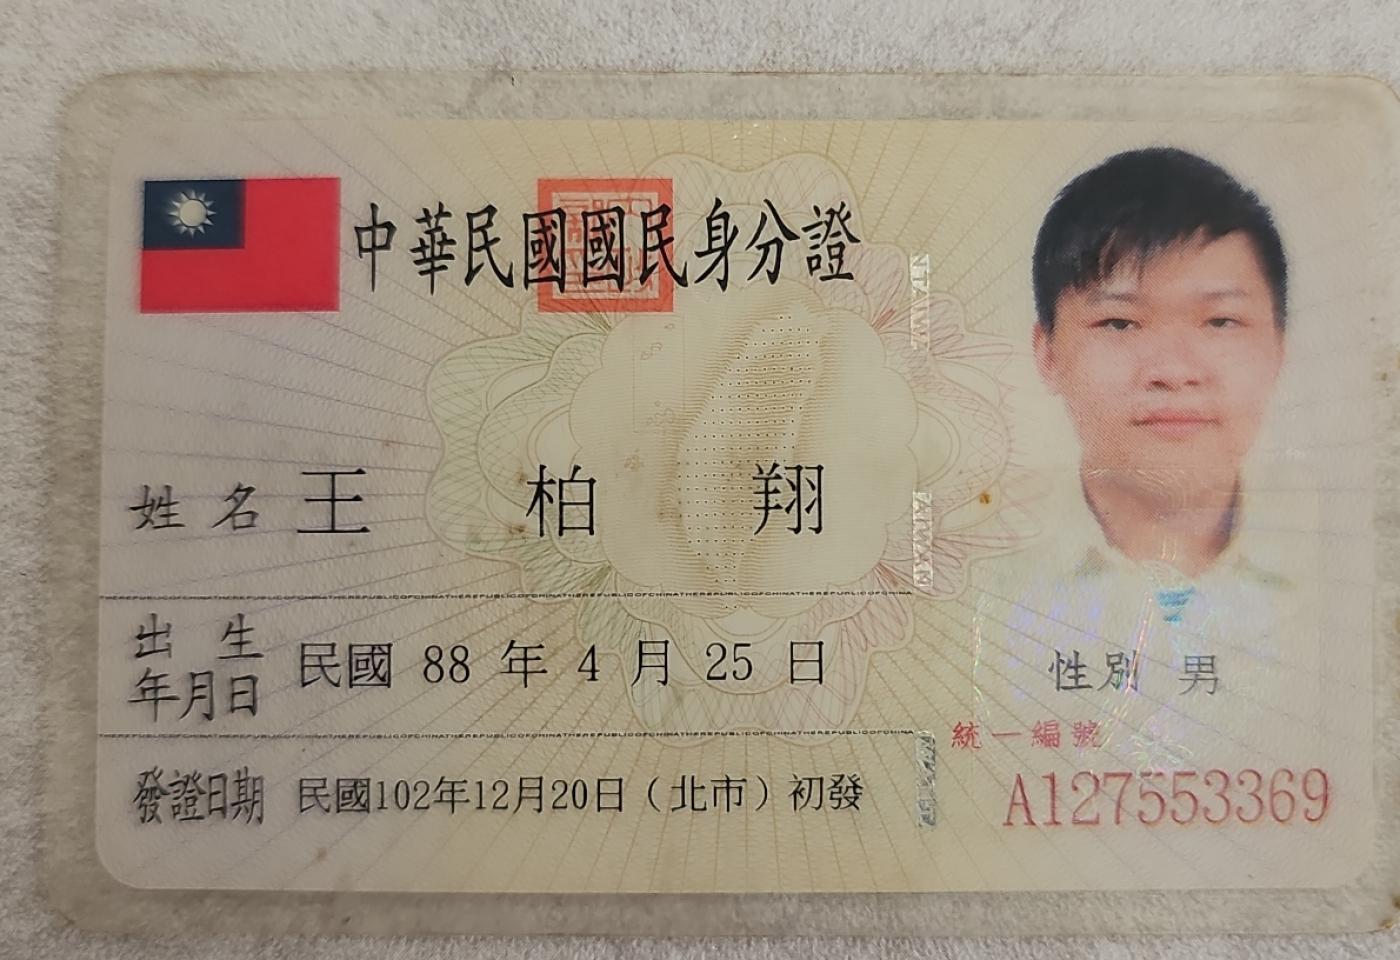 中華民國國民身分證
姓名 王柏翔
出生年月日 民國 88 年 4 月 25 日
性別 男
發證日期 民國102年12月20日（北市）初發
統一編號
A127553369
TAIWAN